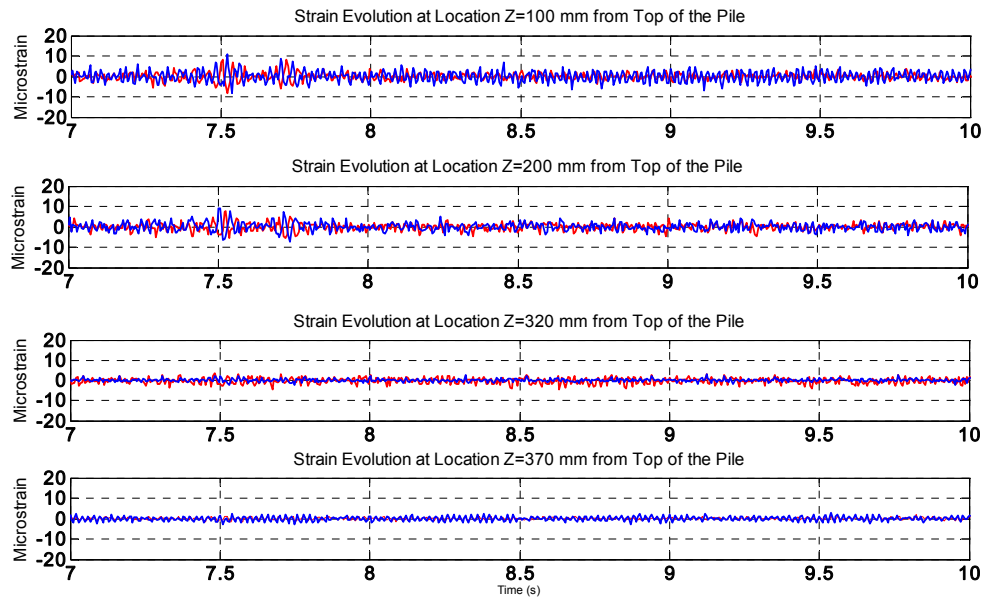 Strain Evolution at Location Z=100 mm from Top of the Pile
Microstrain
20
10
0
-10
-20
7 7.5 8 8.5 9 9.5 10
Strain Evolution at Location Z=200 mm from Top of the Pile
Microstrain
20
10
0
-10
-20
7 7.5 8 8.5 9 9.5 10
Strain Evolution at Location Z=320 mm from Top of the Pile
Microstrain
20
10
0
-10
-20
7 7.5 8 8.5 9 9.5 10
Strain Evolution at Location Z=370 mm from Top of the Pile
Microstrain
20
10
0
-10
-20
7 7.5 8 8.5 9 9.5 10
Time (s)